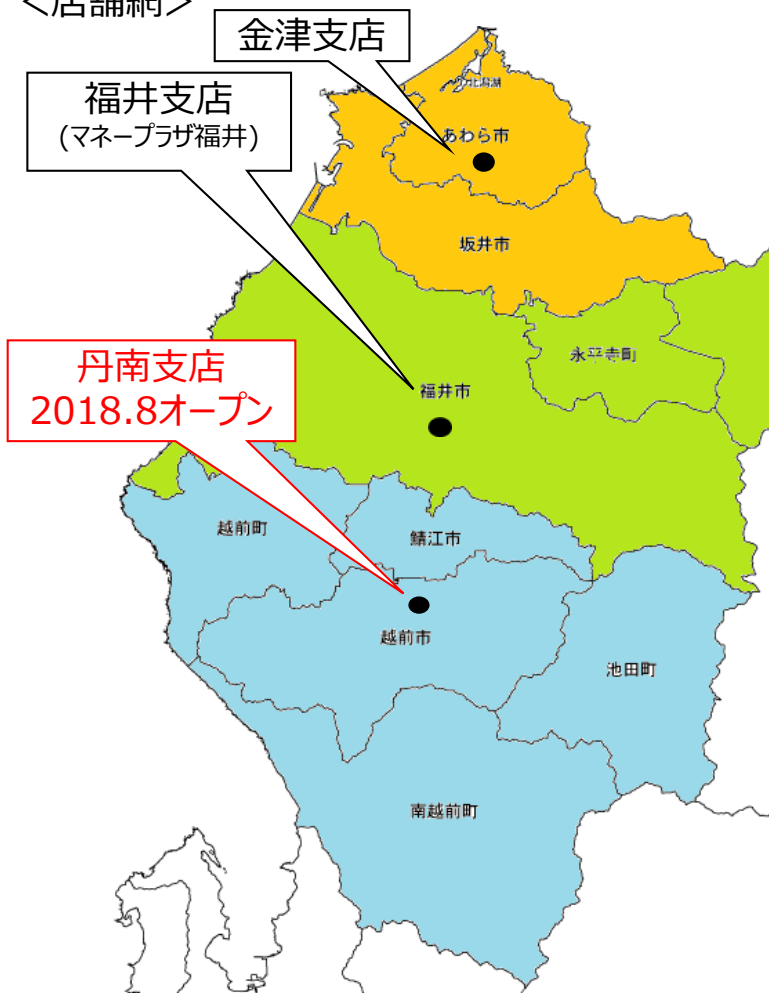 ＜店舗網＞
金津支店
福井支店
(マネープラザ福井)
北潟湖
あわら市
坂井市
永平寺町
丹南支店
2018.8オープン
福井市
越前町
鯖江市
越前市
池田町
南越前町